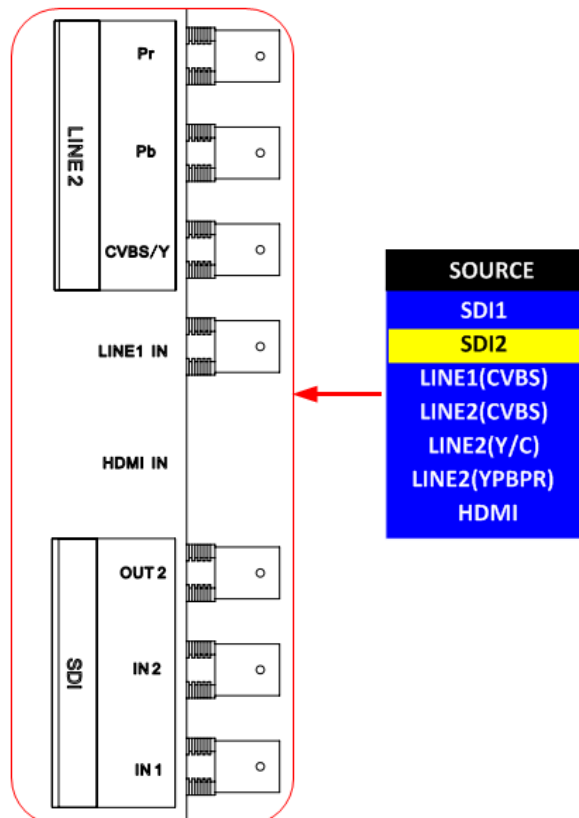 Pr
LINE 2
Pb
CVBS/Y
LINE1 IN
HDMI IN
OUT 2
SDI
IN 2
IN 1
SOURCE
SDI1
SDI2
LINE1(CVBS)
LINE2(CVBS)
LINE2(Y/C)
LINE2(YPBPR)
HDMI